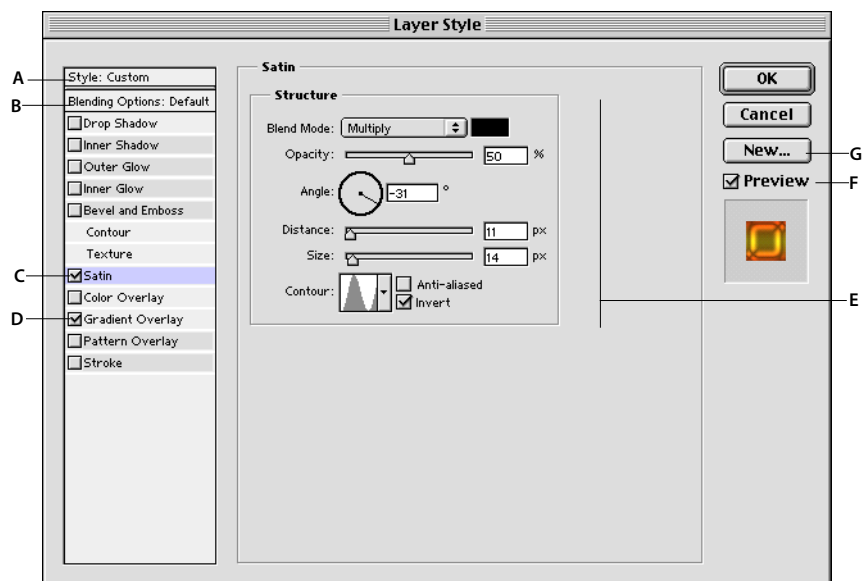 Layer Style
A
Style: Custom
B
Blending Options: Default
Drop Shadow
Inner Shadow
Outer Glow
Inner Glow
Bevel and Emboss
Contour
Texture
C
Satin
Color Overlay
D
Gradient Overlay
Pattern Overlay
Stroke
Satin
Structure
Blend Mode: Multiply
Opacity: 50 %
Angle: -31 °
Distance: 11 px
Size: 14 px
Contour:
Anti-aliased
Invert
E
OK
Cancel
New...
G
Preview
F